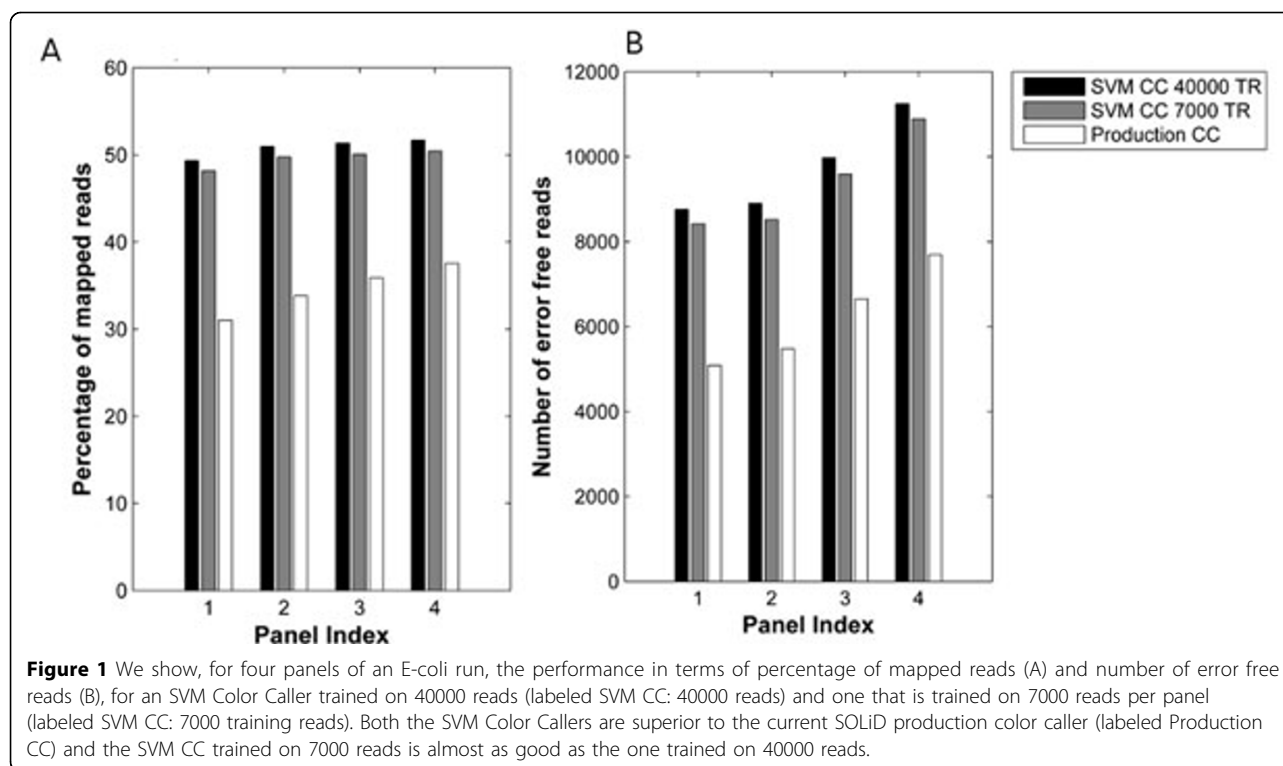 A
60
50
40
30
20
10
0
Percentage of mapped reads
1 2 3 4
Panel Index
B
12000
10000
8000
6000
4000
2000
0
Number of error free reads
1 2 3 4
Panel Index
SVM CC 40000 TR
SVM CC 7000 TR
Production CC
Figure 1 We show, for four panels of an E-coli run, the performance in terms of percentage of mapped reads (A) and number of error free
reads (B), for an SVM Color Caller trained on 40000 reads (labeled SVM CC: 40000 reads) and one that is trained on 7000 reads per panel
(labeled SVM CC: 7000 training reads). Both the SVM Color Callers are superior to the current SOLiD production color caller (labeled Production
CC) and the SVM CC trained on 7000 reads is almost as good as the one trained on 40000 reads.